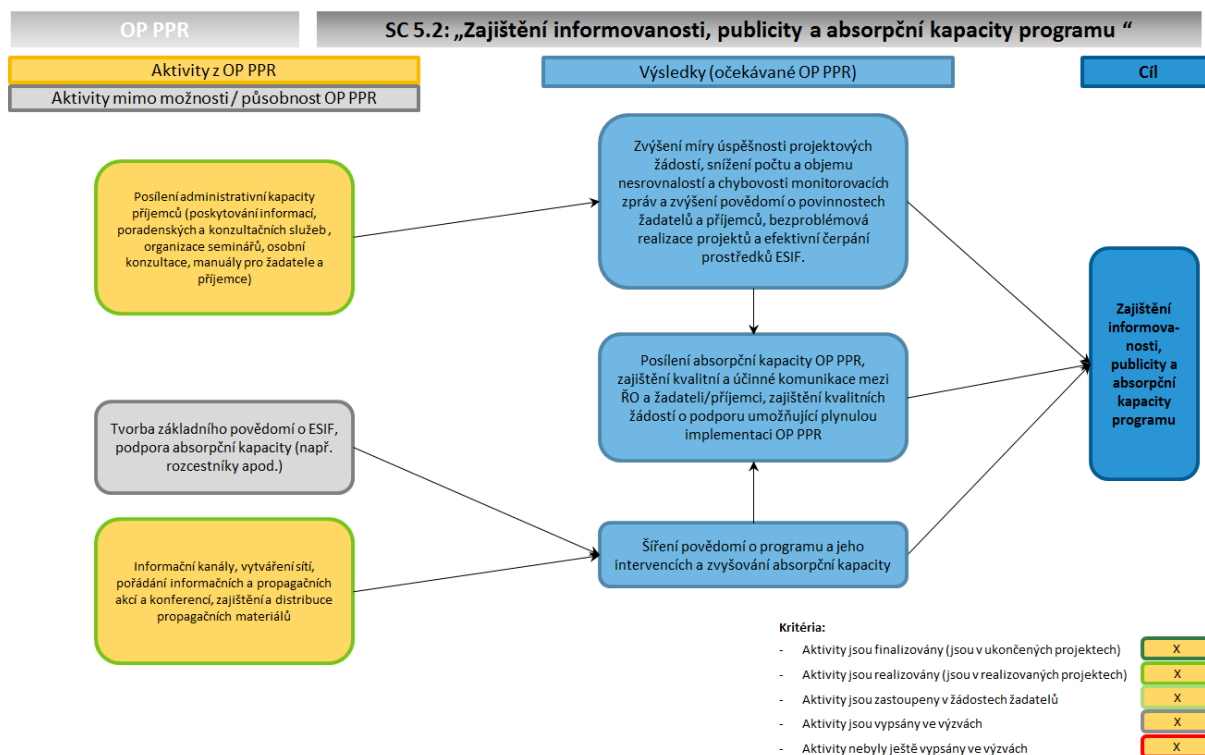 OP PPR
SC 5.2: „Zajištění informovanosti, publicity a absorpční kapacity programu “
Aktivity z OP PPR
Výsledky (očekávané OP PPR)
Cíl
Aktivity mimo možnosti / působnost OP PPR
Posílení administrativní kapacity
příjemců (poskytování informací,
poradenských a konzultačních služeb ,
organizace seminářů, osobní
konzultace, manuály pro žadatele a
příjemce)
Zvýšení míry úspěšnosti projektových
žádostí, snížení počtu a objemu
nesrovnalostí a chybovosti monitorovacích
zpráv a zvýšení povědomí o povinnostech
žadatelů a příjemců, bezproblémová
realizace projektů a efektivní čerpání
prostředků ESIF.
Posílení absorpční kapacity OP PPR,
zajištění kvalitní a účinné komunikace mezi
ŘO a žadateli/příjemci, zajištění kvalitních
žádostí o podporu umožňující plynulou
implementaci OP PPR
Zajištění
informova-
nosti,
publicity a
absorpční
kapacity
programu
Tvorba základního povědomí o ESIF,
podpora absorpční kapacity (např.
rozcestníky apod.)
Informační kanály, vytváření sítí,
pořádání informačních a propagačních
akcí a konferencí, zajištění a distribuce
propagačních materiálů
Šíření povědomí o programu a jeho
intervencích a zvyšování absorpční kapacity
Kritéria:
- Aktivity jsou finalizovány (jsou v ukončených projektech) X
- Aktivity jsou realizovány (jsou v realizovaných projektech) X
- Aktivity jsou zastoupeny v žádostech žadatelů X
- Aktivity jsou vypsány ve výzvách X
- Aktivity nebyly ještě vypsány ve výzvách X